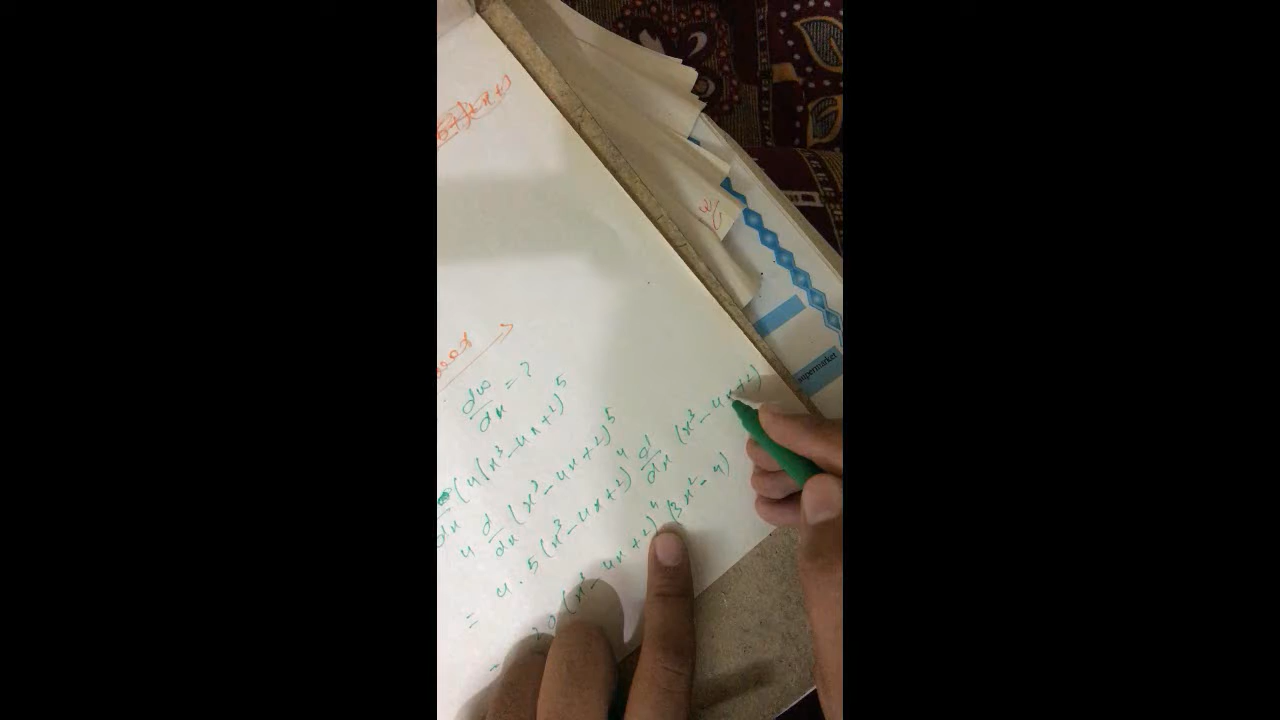 dw/dx = ?
(4(x³-4x+2)⁵
4 d/dx (x³-4x+2)⁵
= 4.5(x³-4x+2)⁴ d/dx (x³-4x+2)
20(x³-4x+2)⁴(3x²-4)
supermarket